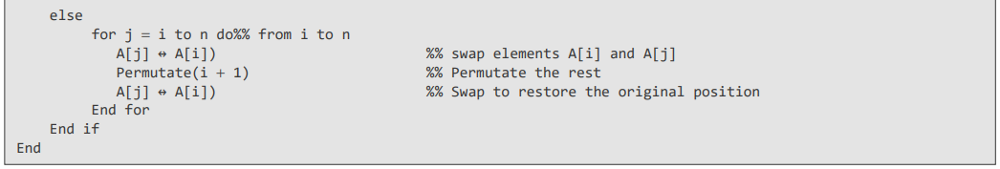 else
for j = i to n do%% from i to n
A[j] ↔ A[i]) %% swap elements A[i] and A[j]
Permutate(i + 1) %% Permutate the rest
A[j] ↔ A[i]) %% Swap to restore the original position
End for
End if
End